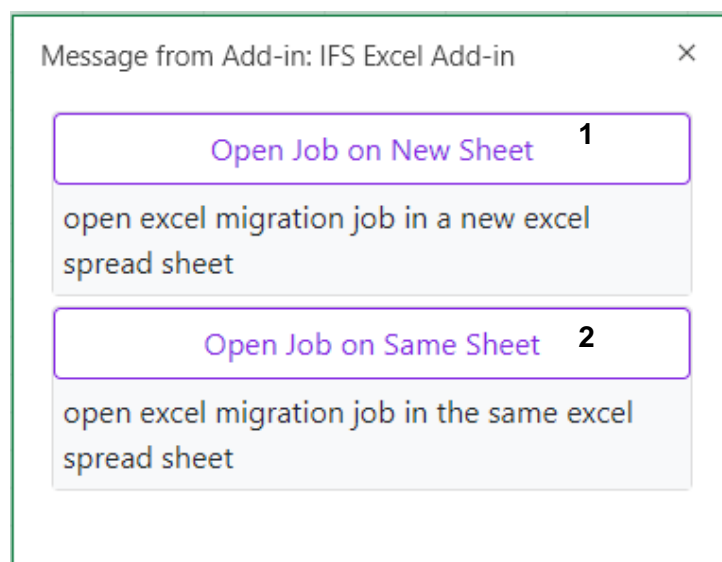 Message from Add-in: IFS Excel Add-in ×
Open Job on New Sheet 1
open excel migration job in a new excel
spread sheet
Open Job on Same Sheet 2
open excel migration job in the same excel
spread sheet